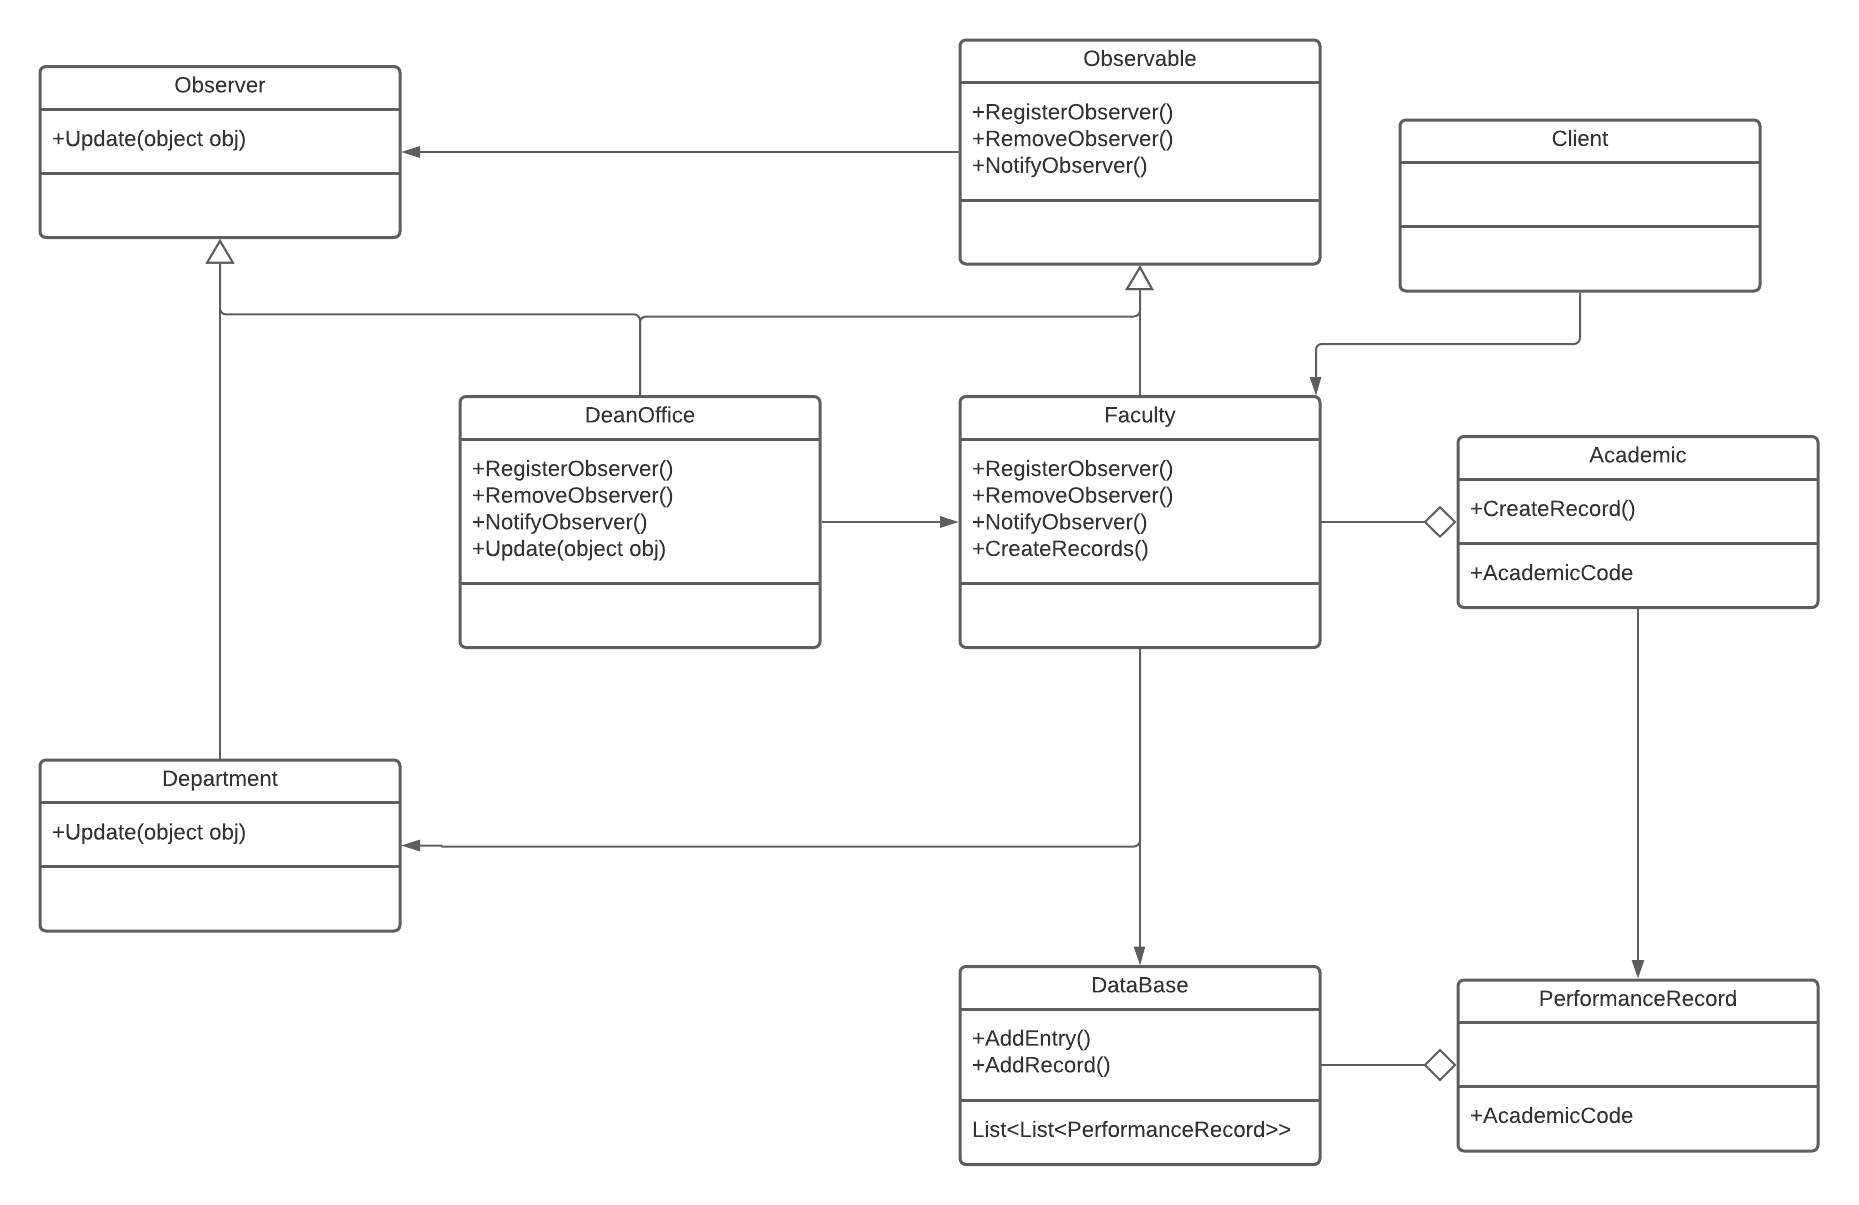 Observer
+Update(object obj)
Observable
+RegisterObserver()
+RemoveObserver()
+NotifyObserver()
Client
DeanOffice
+RegisterObserver()
+RemoveObserver()
+NotifyObserver()
+Update(object obj)
Faculty
+RegisterObserver()
+RemoveObserver()
+NotifyObserver()
+CreateRecords()
Academic
+CreateRecord()
+AcademicCode
Department
+Update(object obj)
DataBase
+AddEntry()
+AddRecord()
List<List<PerformanceRecord>>
PerformanceRecord
+AcademicCode